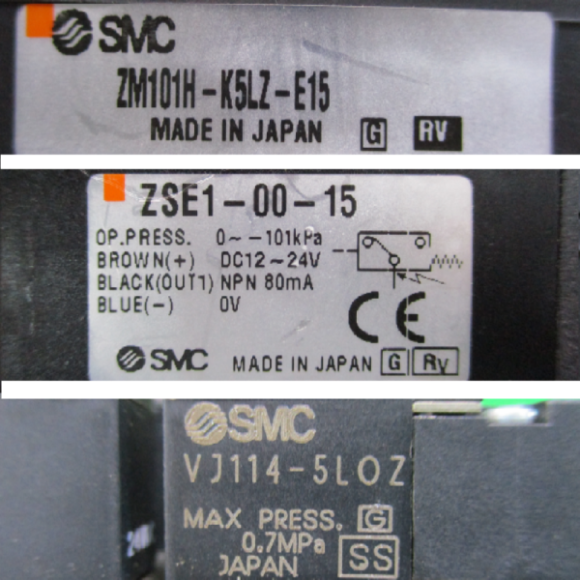 SMC
ZM101H-K5LZ-E15
MADE IN JAPAN G RV
ZSE1-00-15
OP.PRESS. 0~-101kPa
BROWN(+) DC12~24V
BLACK(OUT1) NPN 80mA
BLUE(-) 0V
CE
SMC MADE IN JAPAN G RV
SMC
VJ114-5LOZ
MAX PRESS. G
0.7MPa
JAPAN SS